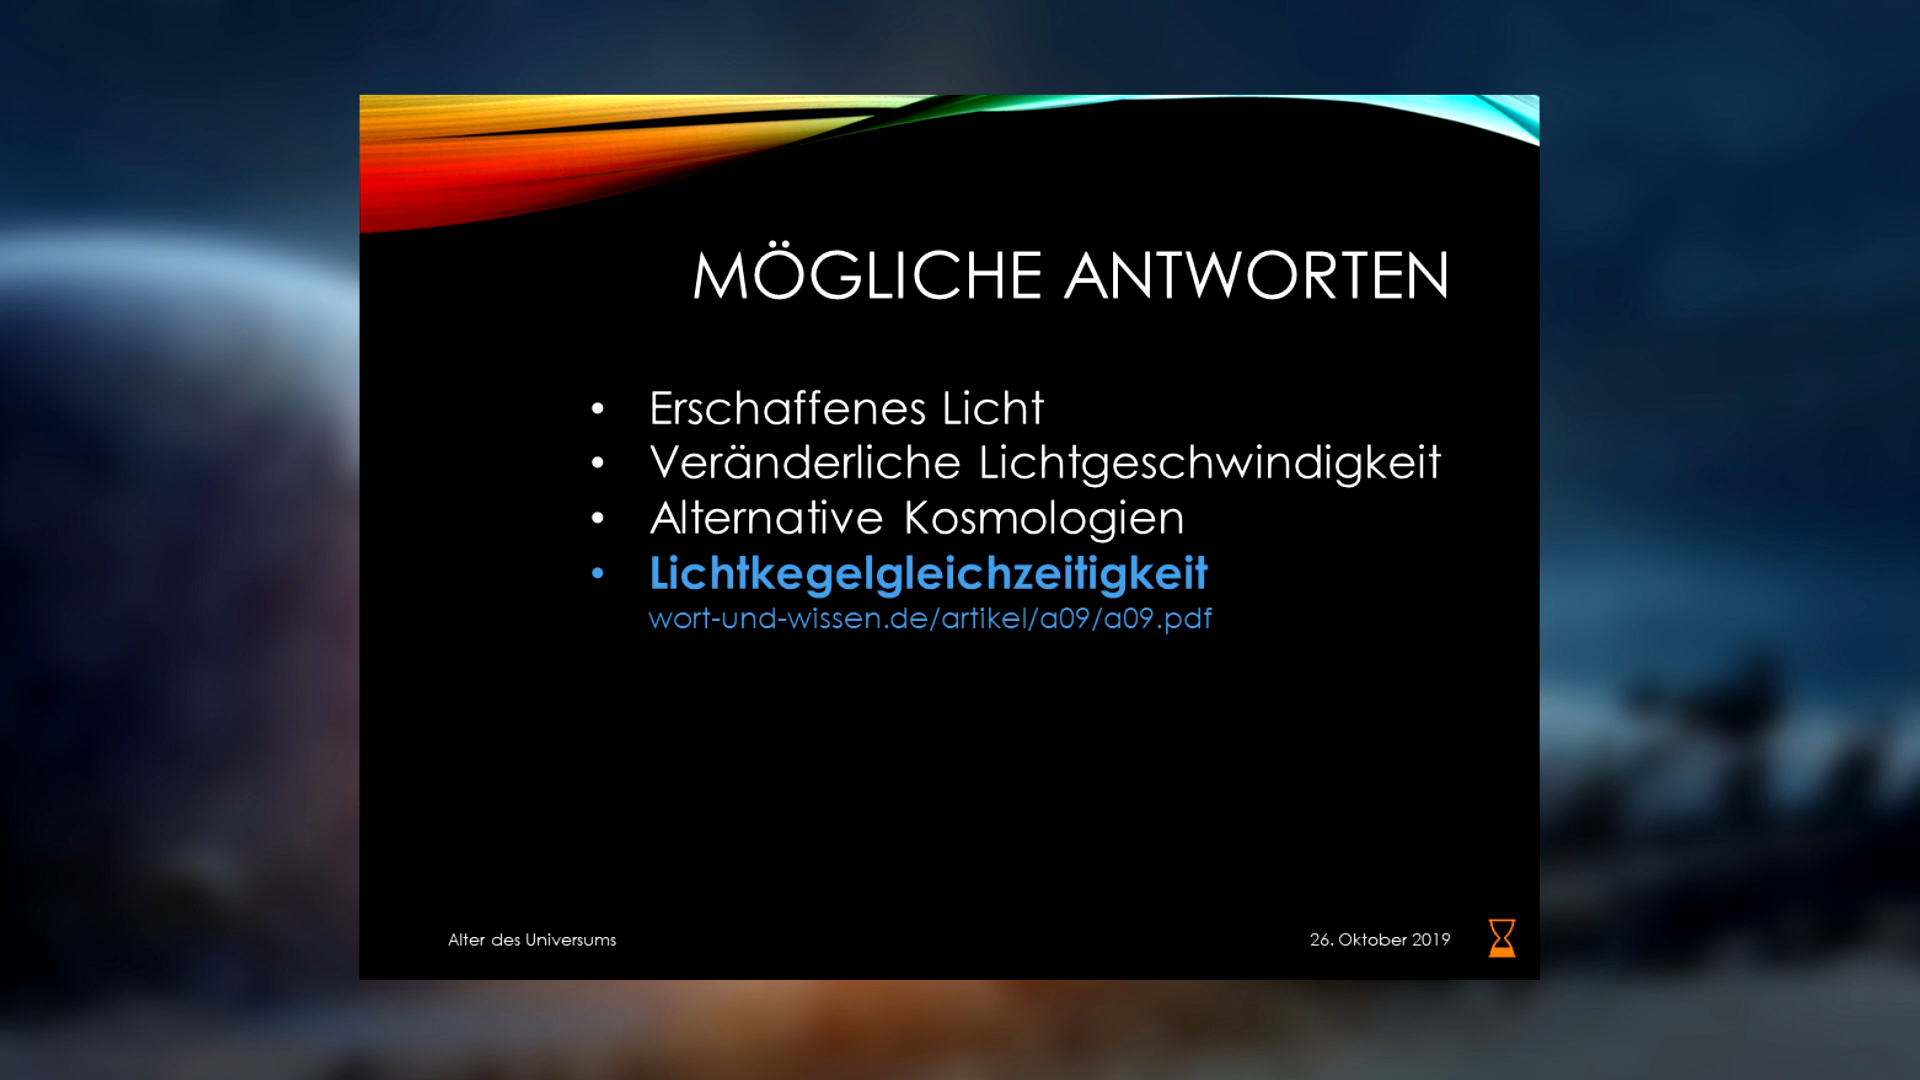 MÖGLICHE ANTWORTEN
• Erschaffenes Licht
• Veränderliche Lichtgeschwindigkeit
• Alternative Kosmologien
• Lichtkegelgleichzeitigkeit
wort-und-wissen.de/artikel/a09/a09.pdf
Alter des Universums
26. Oktober 2019